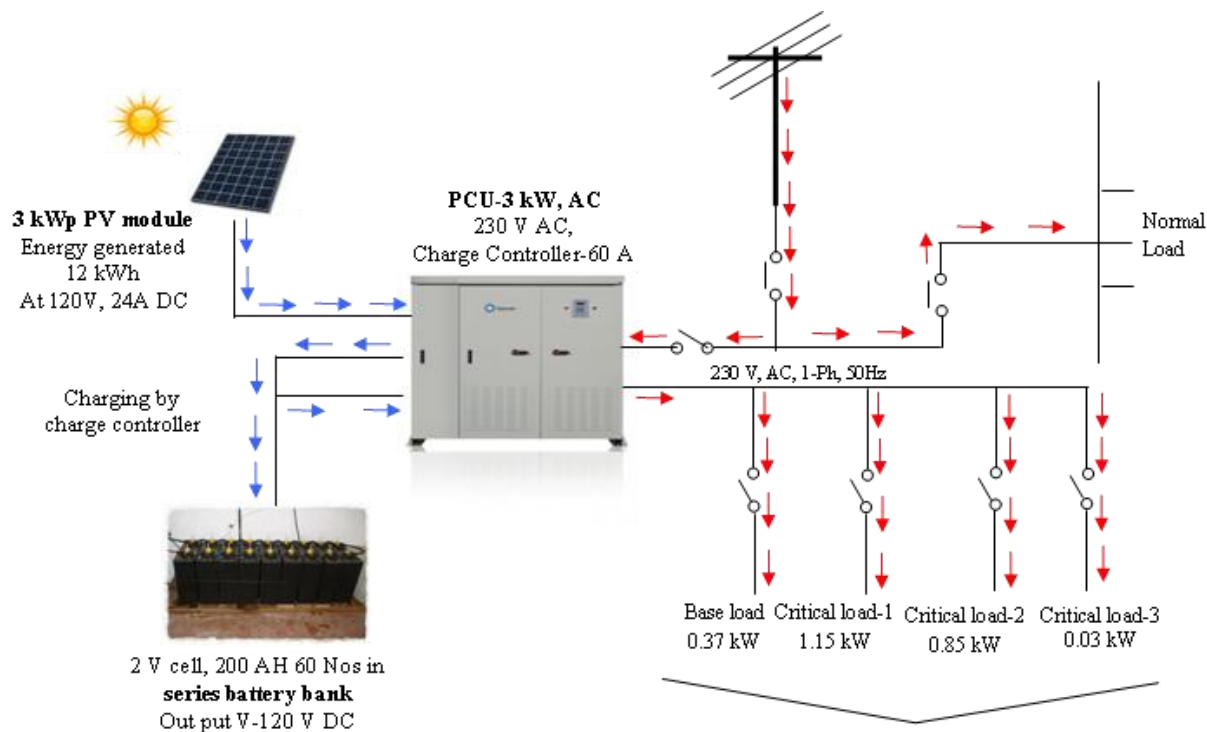 3 kWp PV module
Energy generated
12 kWh
At 120V, 24A DC
PCU-3 kW, AC
230 V AC,
Charge Controller-60 A
Normal
Load
230 V, AC, 1-Ph, 50Hz
Charging by
charge controller
2 V cell, 200 AH 60 Nos in
series battery bank
Out put V-120 V DC
Base load
0.37 kW
Critical load-1
1.15 kW
Critical load-2
0.85 kW
Critical load-3
0.03 kW